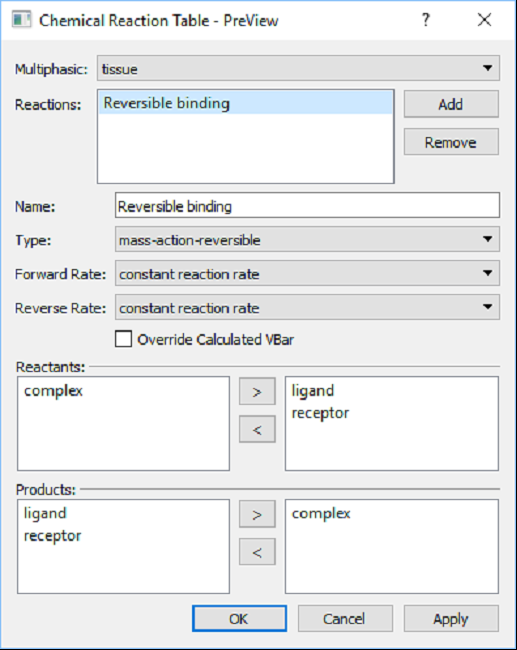 Chemical Reaction Table - PreView
?
Multiphasic: tissue
Reactions: Reversible binding
Add
Remove
Name: Reversible binding
Type: mass-action-reversible
Forward Rate: constant reaction rate
Reverse Rate: constant reaction rate
Override Calculated VBar
Reactants:
complex > ligand
receptor
<
Products:
ligand > complex
receptor
<
OK Cancel Apply